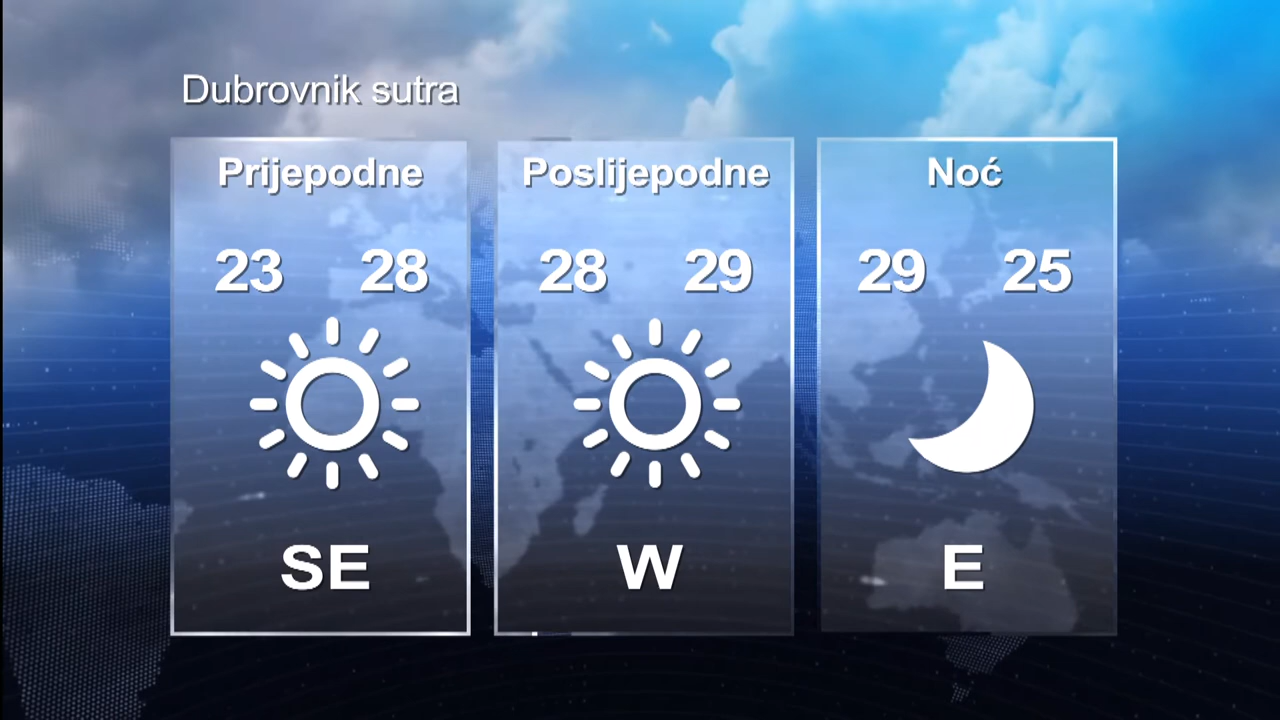 Dubrovnik sutra
Prijepodne
23 28
SE
Poslijepodne
28 29
W
Noć
29 25
E